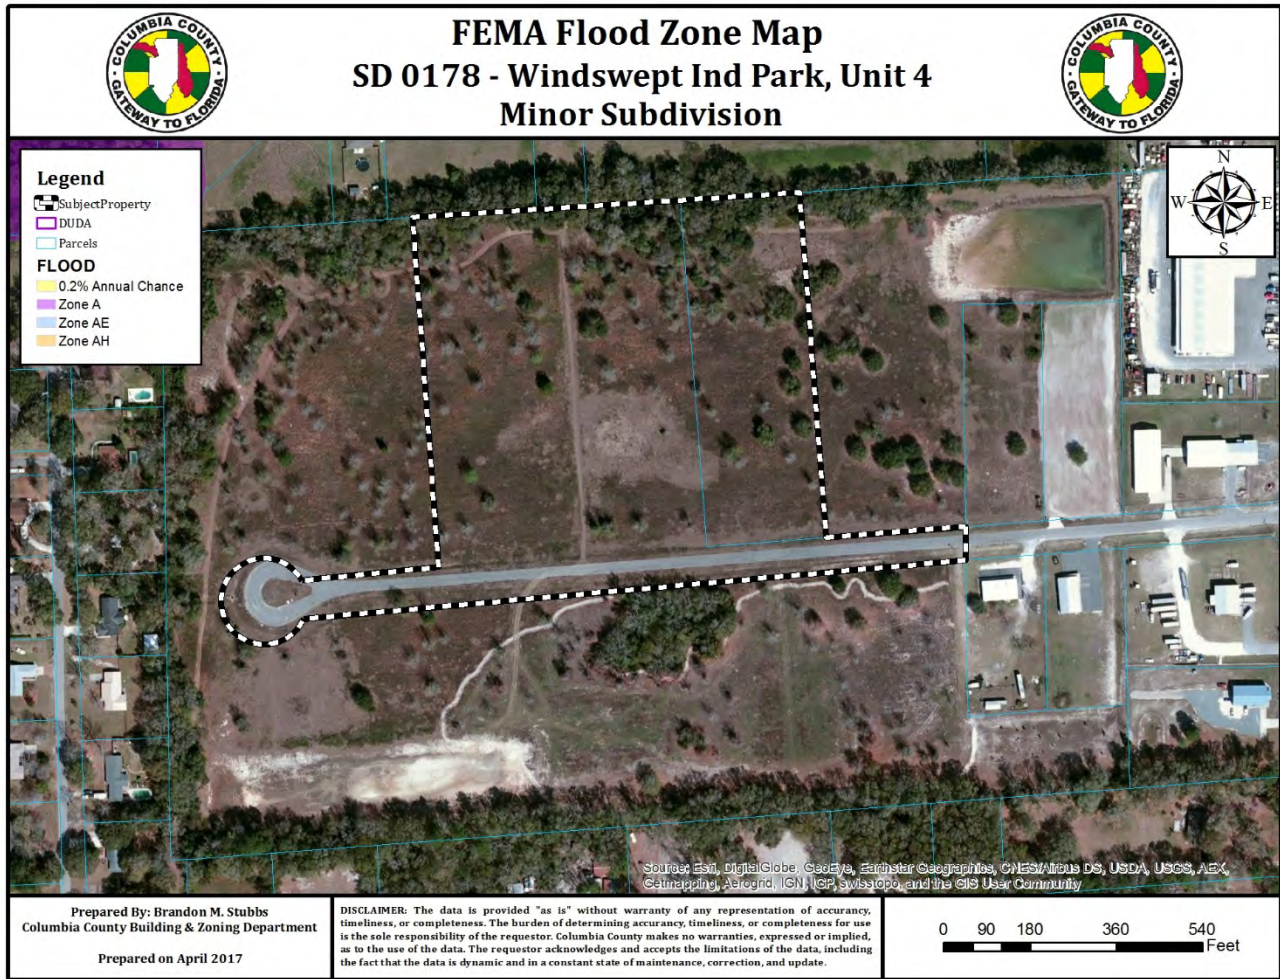 FEMA Flood Zone Map
SD 0178 - Windswept Ind Park, Unit 4
Minor Subdivision
COLUMBIA COUNTY
GATEWAY TO FLORIDA
COLUMBIA COUNTY
GATEWAY TO FLORIDA
Legend
SubjectProperty
DUDA
Parcels
FLOOD
0.2% Annual Chance
Zone A
Zone AE
Zone AH
N
W E
S
Source: Esri, DigitalGlobe, GeoEye, Earthstar Geographics, CNES/Airbus DS, USDA, USGS, AEX,
Getmapping, Aerogrid, IGN, IGP, swisstopo, and the GIS User Community
Prepared By: Brandon M. Stubbs
Columbia County Building & Zoning Department
Prepared on April 2017
DISCLAIMER: The data is provided "as is" without warranty of any representation of accuracy,
timeliness, or completeness. The burden of determining accuracy, timeliness, or completeness for use
is the sole responsibility of the requestor. Columbia County makes no warranties, expressed or implied,
as to the use of the data. The requestor acknowledges and accepts the limitations of the data, including
the fact that the data is dynamic and in a constant state of maintenance, correction, and update.
0 90 180 360 540
Feet